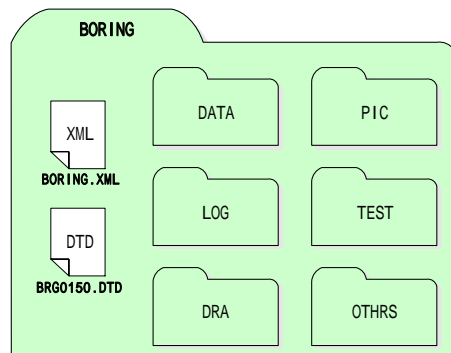 BORING
DATA
PIC
XML
BORING.XML
LOG
TEST
DTD
BRG0150.DTD
DRA
OTHRS